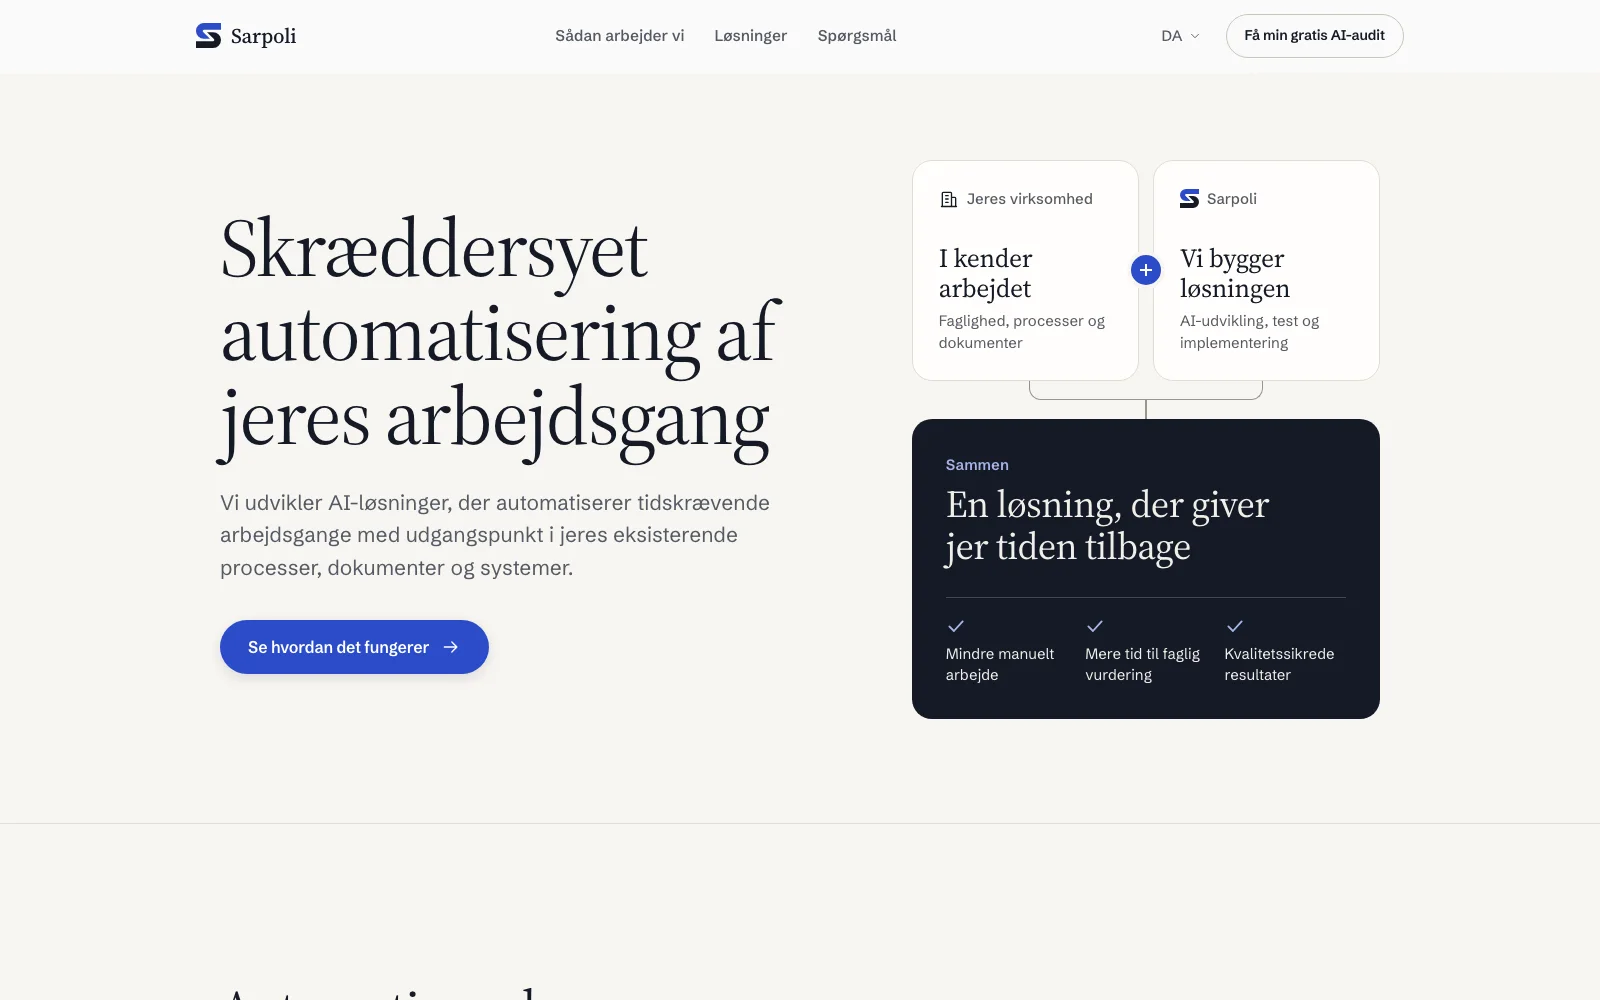 Sarpoli
Sådan arbejder vi
Løsninger
Spørgsmål
DA
Få min gratis AI-audit
Skræddersyet
automatisering af
jeres arbejdsgang
Vi udvikler AI-løsninger, der automatiserer tidskrævende
arbejdsgange med udgangspunkt i jeres eksisterende
processer, dokumenter og systemer.
Se hvordan det fungerer
Jeres virksomhed
I kender
arbejdet
Faglighed, processer og
dokumenter
Sarpoli
Vi bygger
løsningen
AI-udvikling, test og
implementering
Sammen
En løsning, der giver
jer tiden tilbage
Mindre manuelt
arbejde
Mere tid til faglig
vurdering
Kvalitetssikrede
resultater